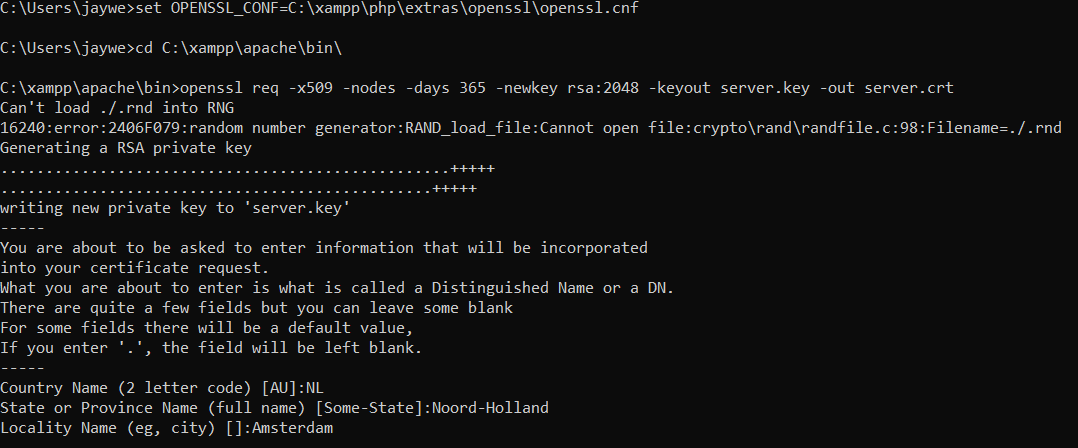 C:\Users\jaywe>set OPENSSL_CONF=C:\xampp\php\extras\openssl\openssl.cnf
C:\Users\jaywe>cd C:\xampp\apache\bin\
C:\xampp\apache\bin>openssl req -x509 -nodes -days 365 -newkey rsa:2048 -keyout server.key -out server.crt
Can't load ./.rnd into RNG
16240:error:2406F079:random number generator:RAND_load_file:Cannot open file:crypto\rand\randfile.c:98:Filename=./.rnd
Generating a RSA private key
..................................................+++++
................................................+++++
writing new private key to 'server.key'
-----
You are about to be asked to enter information that will be incorporated
into your certificate request.
What you are about to enter is what is called a Distinguished Name or a DN.
There are quite a few fields but you can leave some blank
For some fields there will be a default value,
If you enter '.', the field will be left blank.
-----
Country Name (2 letter code) [AU]:NL
State or Province Name (full name) [Some-State]:Noord-Holland
Locality Name (eg, city) []:Amsterdam